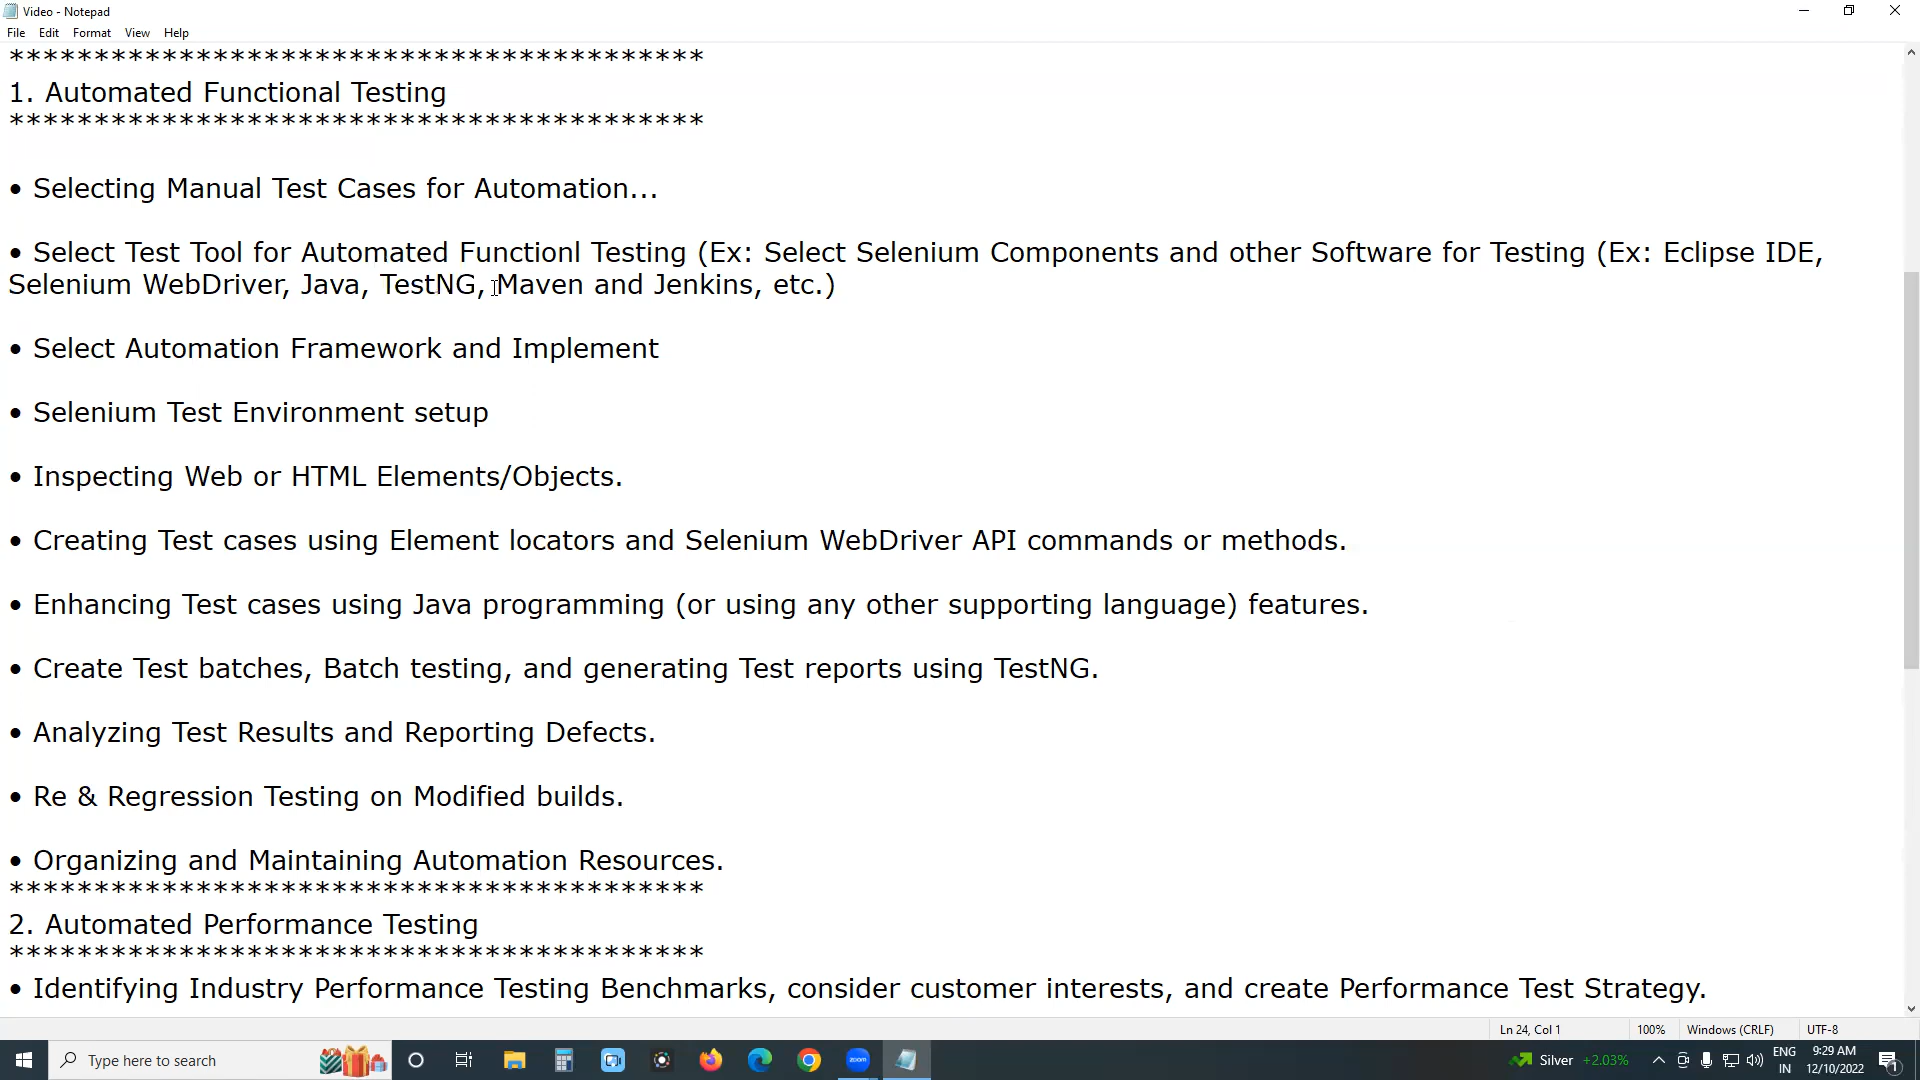 Video - Notepad
File Edit Format View Help
*****************************************
1. Automated Functional Testing
*****************************************
• Selecting Manual Test Cases for Automation...
• Select Test Tool for Automated Functionl Testing (Ex: Select Selenium Components and other Software for Testing (Ex: Eclipse IDE,
Selenium WebDriver, Java, TestNG, Maven and Jenkins, etc.)
• Select Automation Framework and Implement
• Selenium Test Environment setup
• Inspecting Web or HTML Elements/Objects.
• Creating Test cases using Element locators and Selenium WebDriver API commands or methods.
• Enhancing Test cases using Java programming (or using any other supporting language) features.
• Create Test batches, Batch testing, and generating Test reports using TestNG.
• Analyzing Test Results and Reporting Defects.
• Re & Regression Testing on Modified builds.
• Organizing and Maintaining Automation Resources.
*****************************************
2. Automated Performance Testing
*****************************************
• Identifying Industry Performance Testing Benchmarks, consider customer interests, and create Performance Test Strategy.
Ln 24, Col 1 100% Windows (CRLF) UTF-8
Type here to search
zoom
Silver +2.03%
ENG
IN
9:29 AM
12/10/2022
1